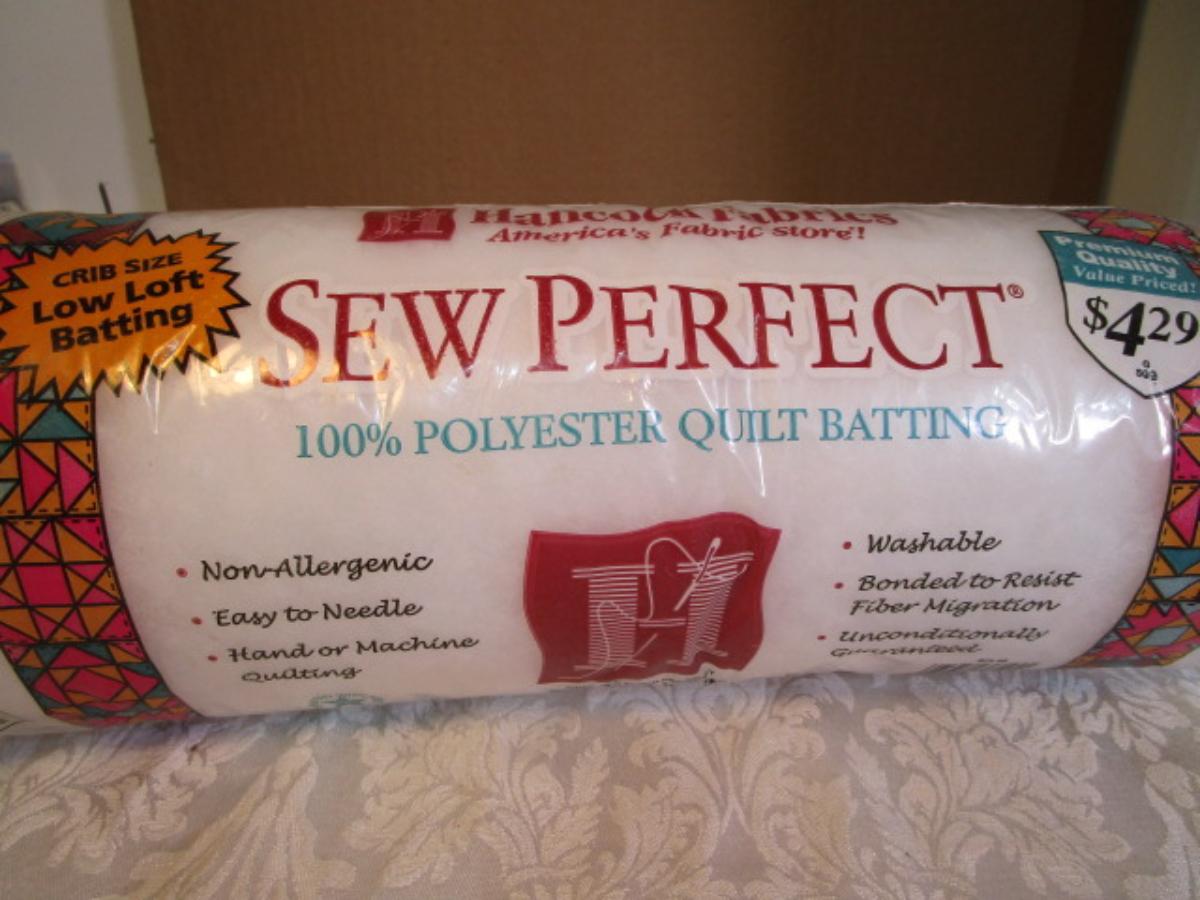 Hancock Fabrics
America's Fabric store!
CRIB SIZE
Low Loft
Batting
SEW PERFECT®
Premium
Quality
Value Priced!
$4.29
100% POLYESTER QUILT BATTING
• Non-Allergenic
• Easy to Needle
• Hand or Machine
Quilting
• Washable
• Bonded to Resist
Fiber Migration
• Unconditionally
Guaranteed